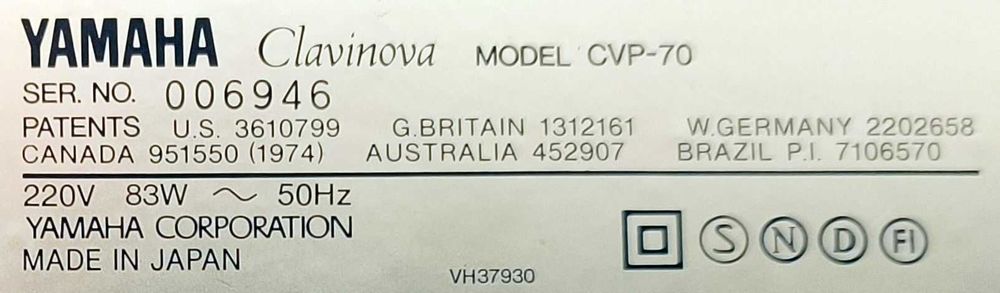 YAMAHA Clavinova MODEL CVP-70
SER. NO. 006946
PATENTS U.S. 3610799 G.BRITAIN 1312161 W.GERMANY 2202658
CANADA 951550 (1974) AUSTRALIA 452907 BRAZIL P.I. 7106570
220V 83W ~ 50Hz
YAMAHA CORPORATION
MADE IN JAPAN
VH37930
S N D FI